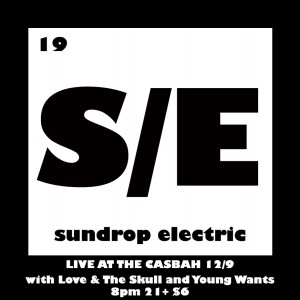 19
S/E
sundrop electric
LIVE AT THE CASBAH 12/9
with Love & The Skull and Young Wants
8pm 21+ $6